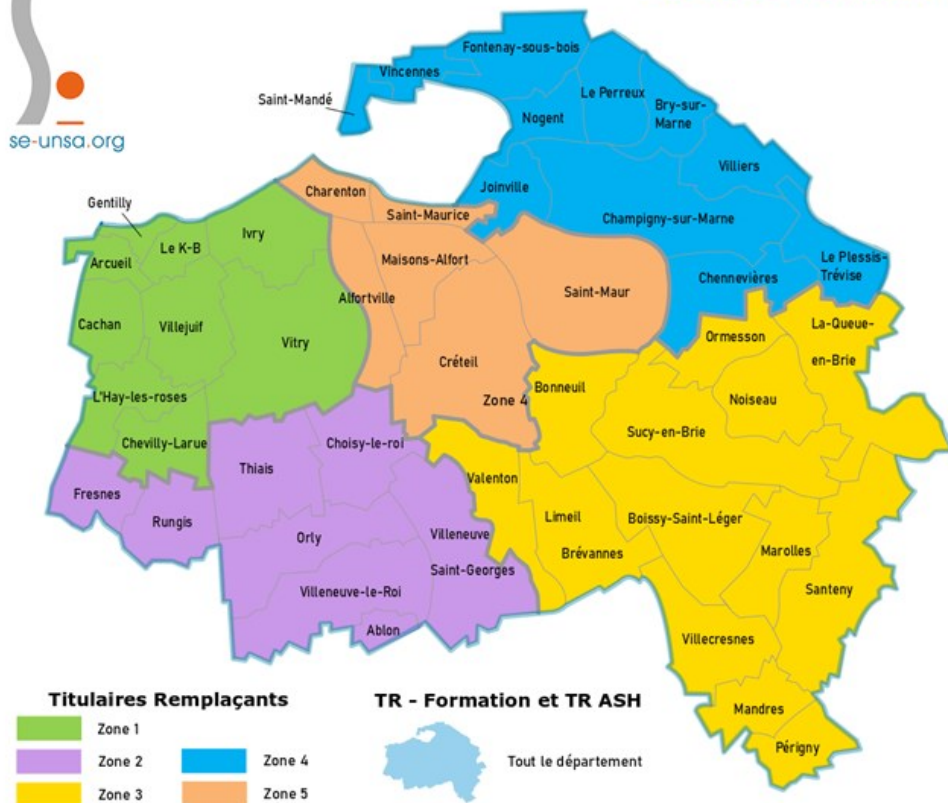 se-unsa.org
Fontenay-sous-bois
Vincennes
Saint-Mandé
Le Perreux
Bry-sur-
Marne
Nogent
Villiers
Joinville
Champigny-sur-Marne
Le Plessis-
Trévise
Chennevières
Charenton
Saint-Maurice
Maisons-Alfort
Alfortville
Saint-Maur
Créteil
Zone 4
Gentilly
Le K-B
Ivry
Arcueil
Cachan
Villejuif
Vitry
L'Hay-les-roses
Chevilly-Larue
Fresnes
Rungis
Thiais
Choisy-le-roi
Orly
Villeneuve
Saint-Georges
Villeneuve-le-Roi
Ablon
Ormesson
La-Queue-
en-Brie
Bonneuil
Noiseau
Sucy-en-Brie
Valenton
Limeil
Brévannes
Boissy-Saint-Léger
Marolles
Santeny
Villecresnes
Mandres
Périgny
Titulaires Remplaçants
Zone 1
Zone 2
Zone 3
Zone 4
Zone 5
TR - Formation et TR ASH
Tout le département